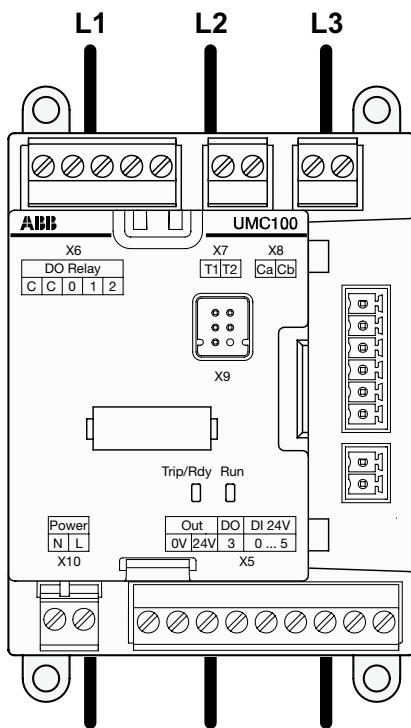 L1 L2 L3
ABB UMC100
X6 X7 X8
DO Relay T1 T2 Ca Cb
C C 0 1 2
X9
Trip/Rdy Run
Power Out DO DI 24V
N L 0V 24V 3 0 ... 5
X10 X5